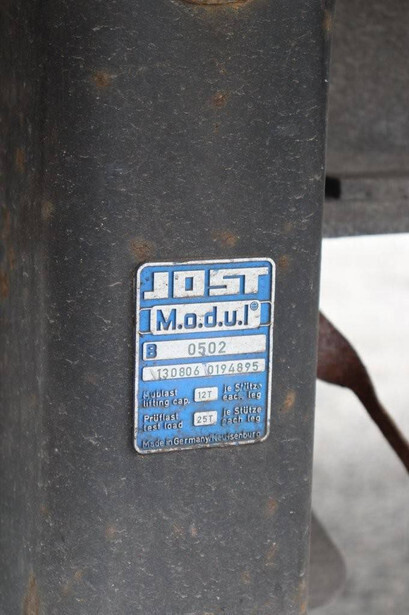 JOST
M.o.d.u.l®
B 0502
130806 0194895
Hublast 12T je Stütze
lifting cap. each leg
Prüflast 25T je Stütze
test load each leg
Made in Germany/Neu-Isenburg